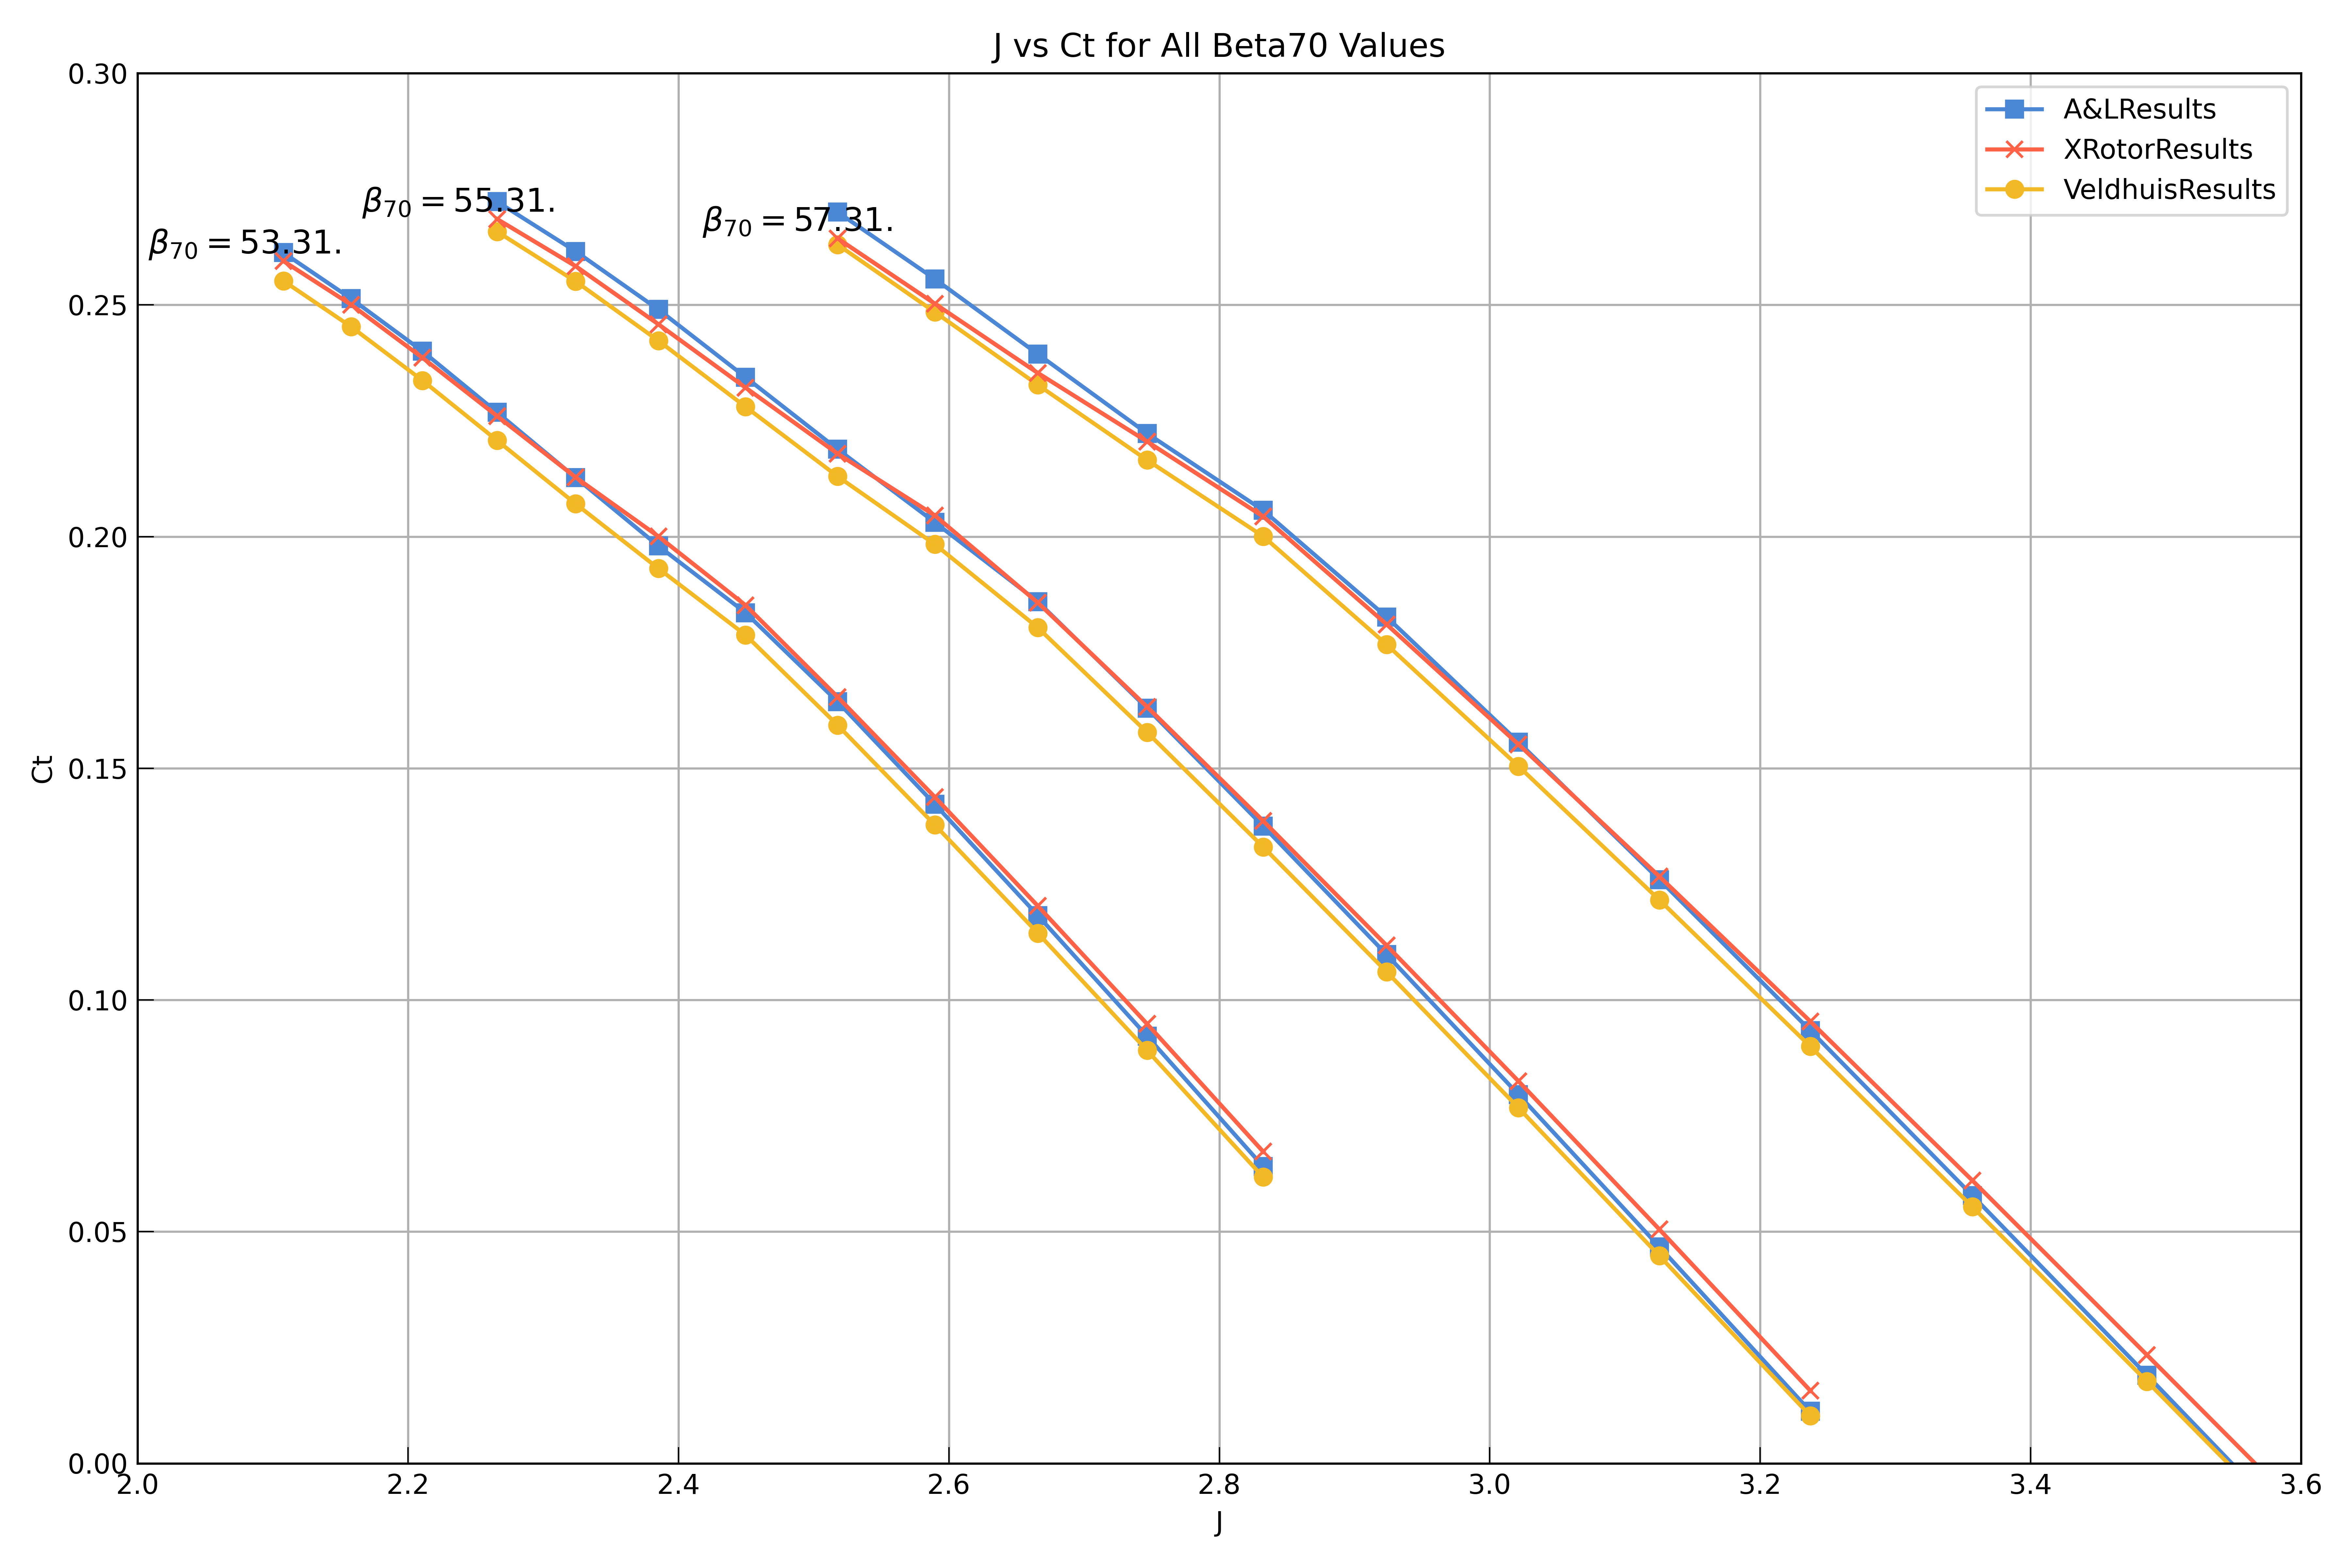 J vs Ct for All Beta70 Values
0.30
A&LResults
XRotorResults
VeldhuisResults
β70 = 55.31.
β70 = 57.31.
β70 = 53.31.
0.25
0.20
0.15
Ct
0.10
0.05
0.00
2.0 2.2 2.4 2.6 2.8 3.0 3.2 3.4 3.6
J